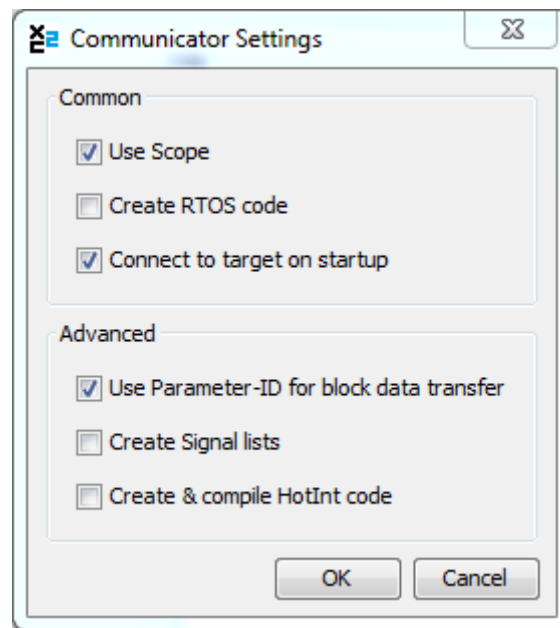 X2C
Communicator Settings
Common
Use Scope
Create RTOS code
Connect to target on startup
Advanced
Use Parameter-ID for block data transfer
Create Signal lists
Create & compile HotInt code
OK
Cancel